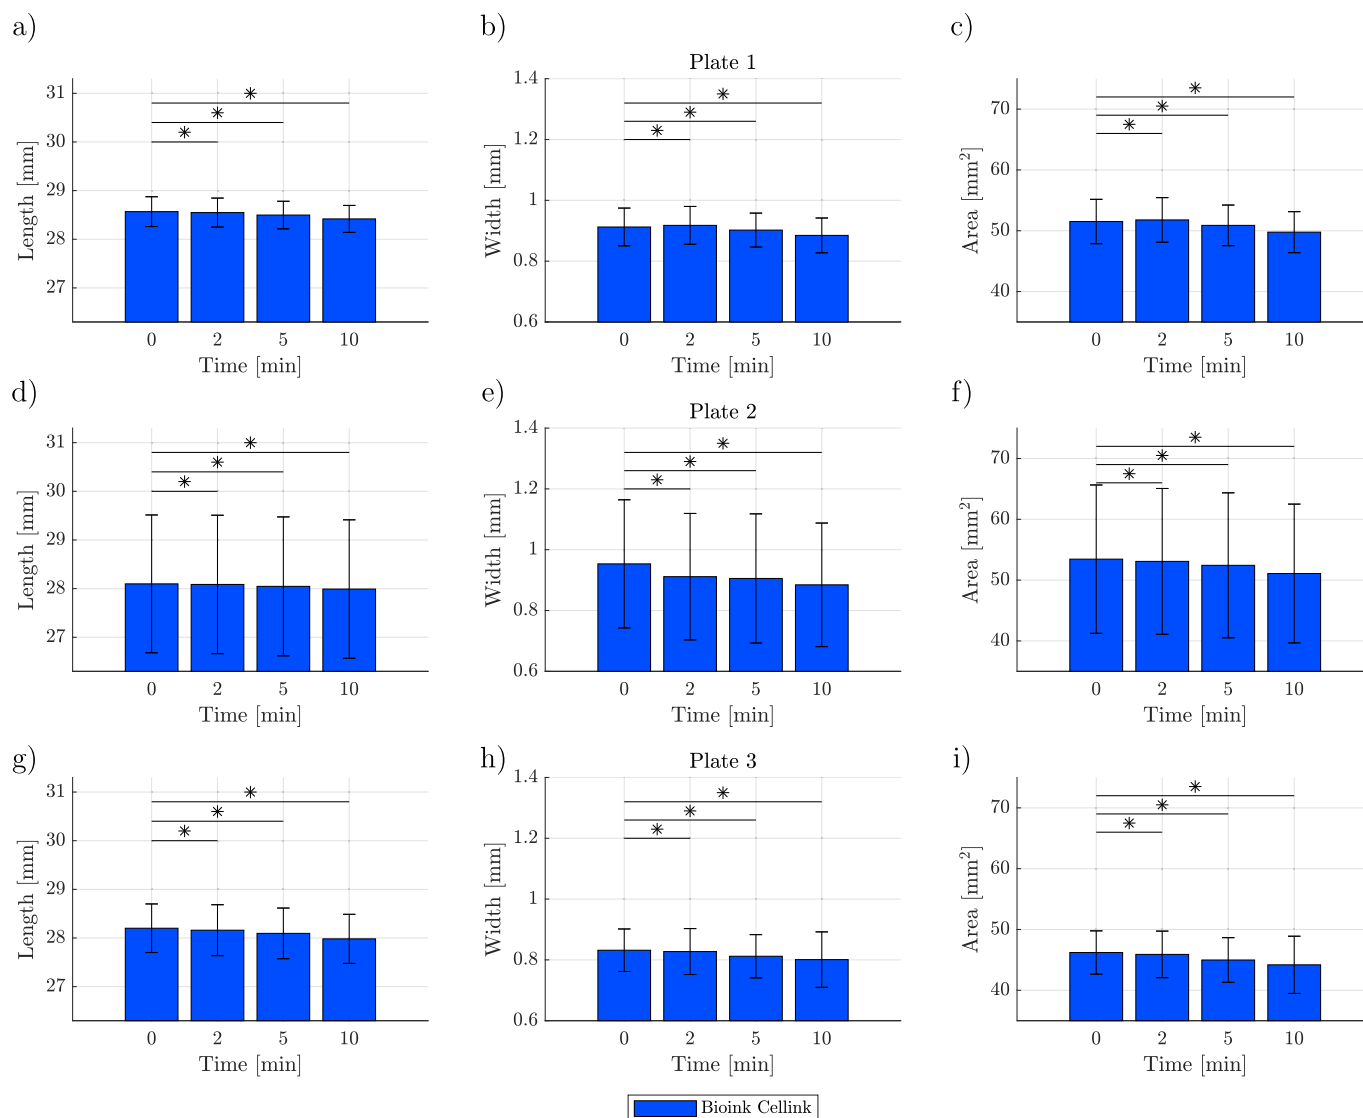 a)
31
30
29
28
27
Length [mm]
0 2 5 10
Time [min]
* * *
b)
Plate 1
1.4
1.2
1
0.8
0.6
Width [mm]
0 2 5 10
Time [min]
* * *
c)
70
60
50
40
Area [mm²]
0 2 5 10
Time [min]
* * *
d)
31
30
29
28
27
Length [mm]
0 2 5 10
Time [min]
* * *
e)
Plate 2
1.4
1.2
1
0.8
0.6
Width [mm]
0 2 5 10
Time [min]
* * *
f)
70
60
50
40
Area [mm²]
0 2 5 10
Time [min]
* * *
g)
31
30
29
28
27
Length [mm]
0 2 5 10
Time [min]
* * *
h)
Plate 3
1.4
1.2
1
0.8
0.6
Width [mm]
0 2 5 10
Time [min]
* * *
i)
70
60
50
40
Area [mm²]
0 2 5 10
Time [min]
* * *
Bioink Cellink